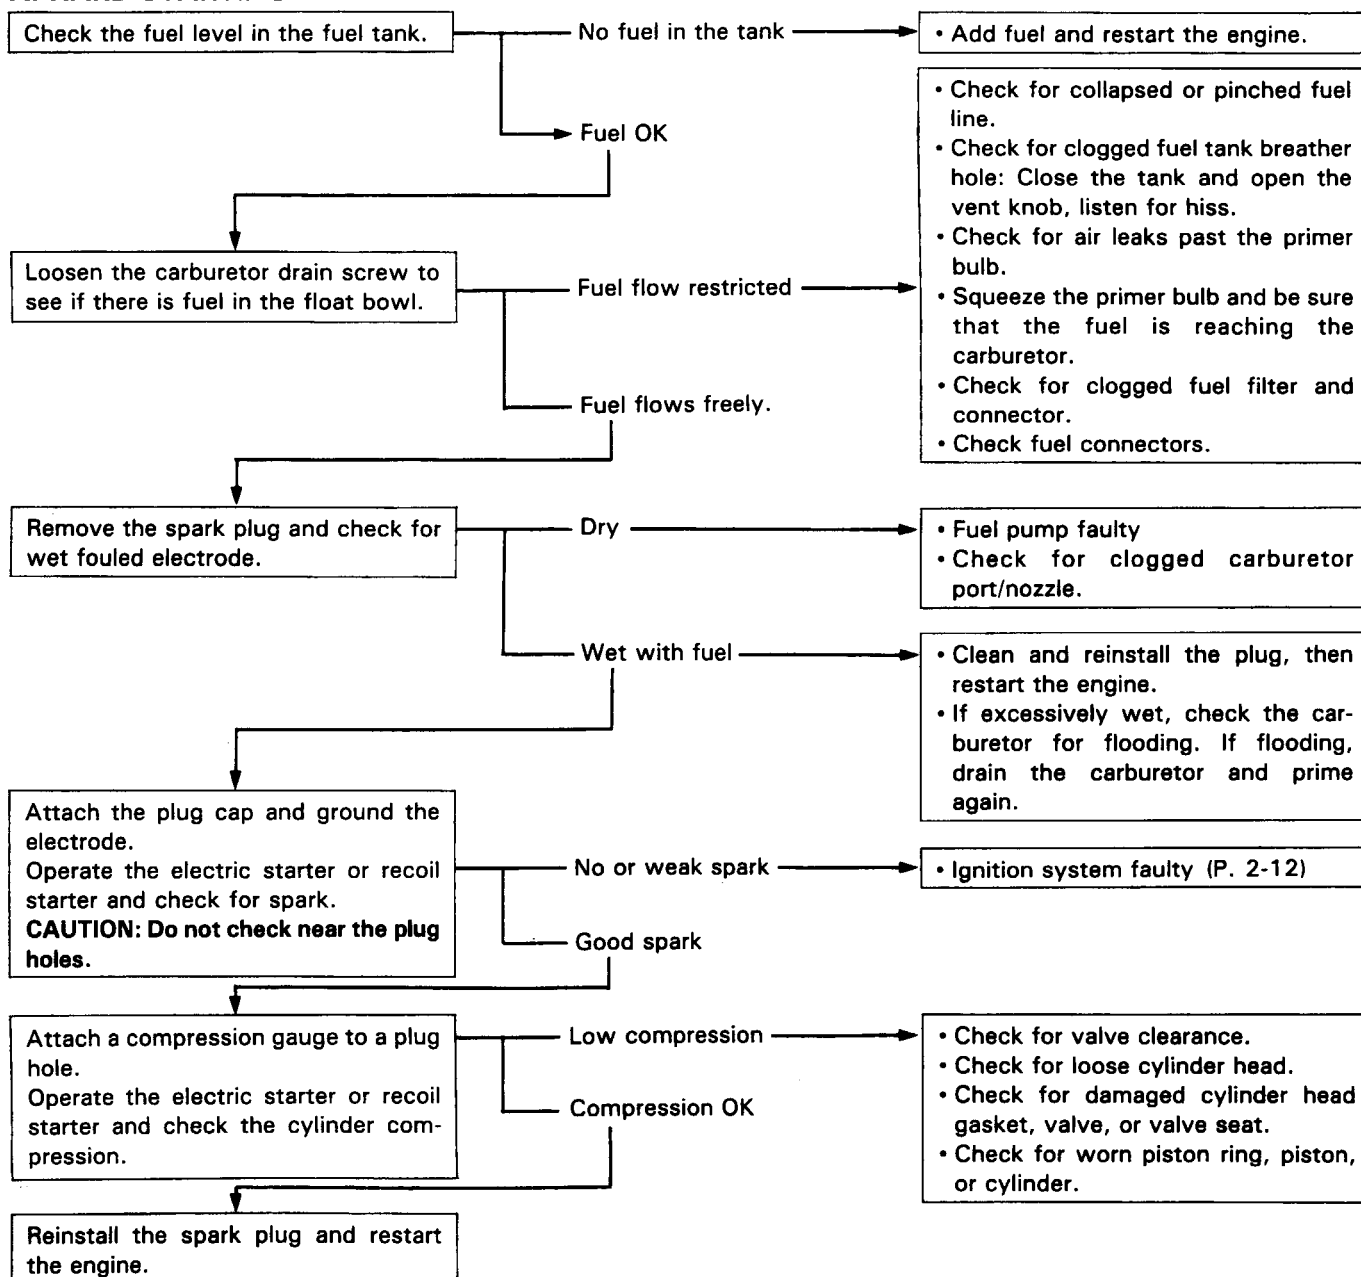 Check the fuel level in the fuel tank.
No fuel in the tank
• Add fuel and restart the engine.
Fuel OK
• Check for collapsed or pinched fuel
line.
• Check for clogged fuel tank breather
hole: Close the tank and open the
vent knob, listen for hiss.
• Check for air leaks past the primer
bulb.
• Squeeze the primer bulb and be sure
that the fuel is reaching the
carburetor.
• Check for clogged fuel filter and
connector.
• Check fuel connectors.
Loosen the carburetor drain screw to
see if there is fuel in the float bowl.
Fuel flow restricted
Fuel flows freely.
Remove the spark plug and check for
wet fouled electrode.
Dry
• Fuel pump faulty
• Check for clogged carburetor
port/nozzle.
Wet with fuel
• Clean and reinstall the plug, then
restart the engine.
• If excessively wet, check the car-
buretor for flooding. If flooding,
drain the carburetor and prime
again.
Attach the plug cap and ground the
electrode.
Operate the electric starter or recoil
starter and check for spark.
CAUTION: Do not check near the plug
holes.
No or weak spark
• Ignition system faulty (P. 2-12)
Good spark
Attach a compression gauge to a plug
hole.
Operate the electric starter or recoil
starter and check the cylinder com-
pression.
Low compression
• Check for valve clearance.
• Check for loose cylinder head.
• Check for damaged cylinder head
gasket, valve, or valve seat.
• Check for worn piston ring, piston,
or cylinder.
Compression OK
Reinstall the spark plug and restart
the engine.